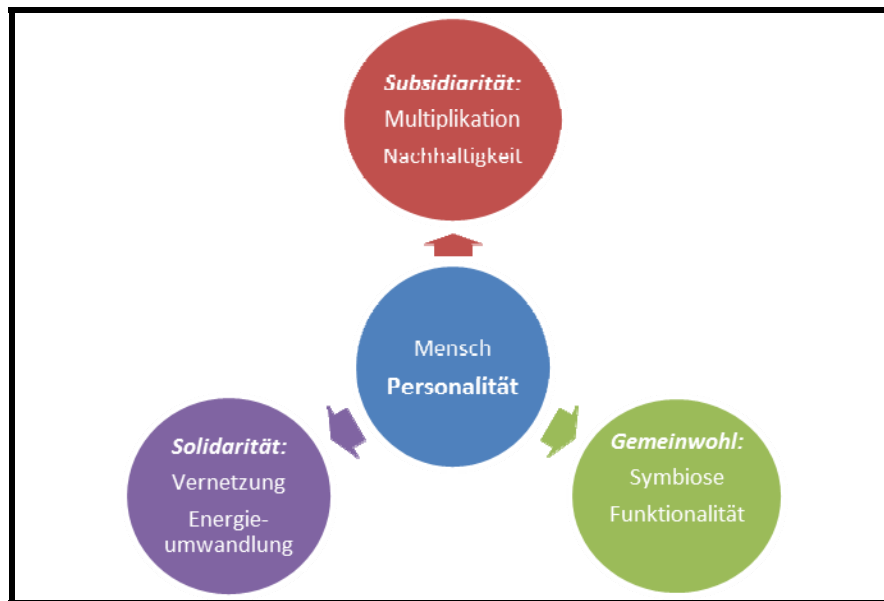 Subsidiarität:
Multiplikation
Nachhaltigkeit
Mensch
Personalität
Solidarität:
Vernetzung
Energie-
umwandlung
Gemeinwohl:
Symbiose
Funktionalität